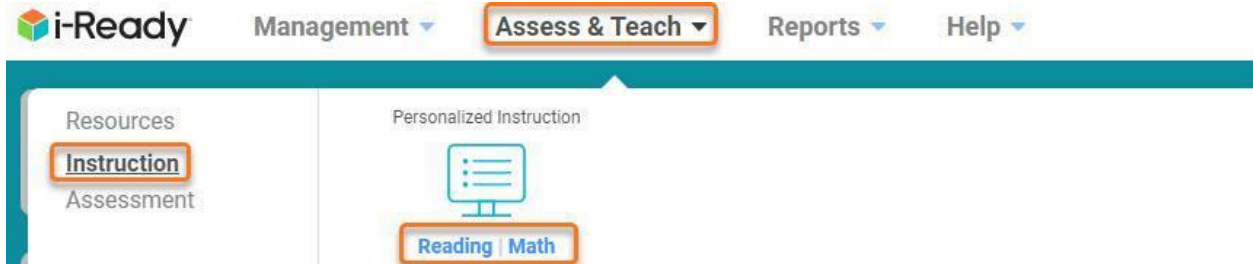 i-Ready Management Assess & Teach Reports Help
Resources
Instruction
Assessment
Personalized Instruction
Reading | Math